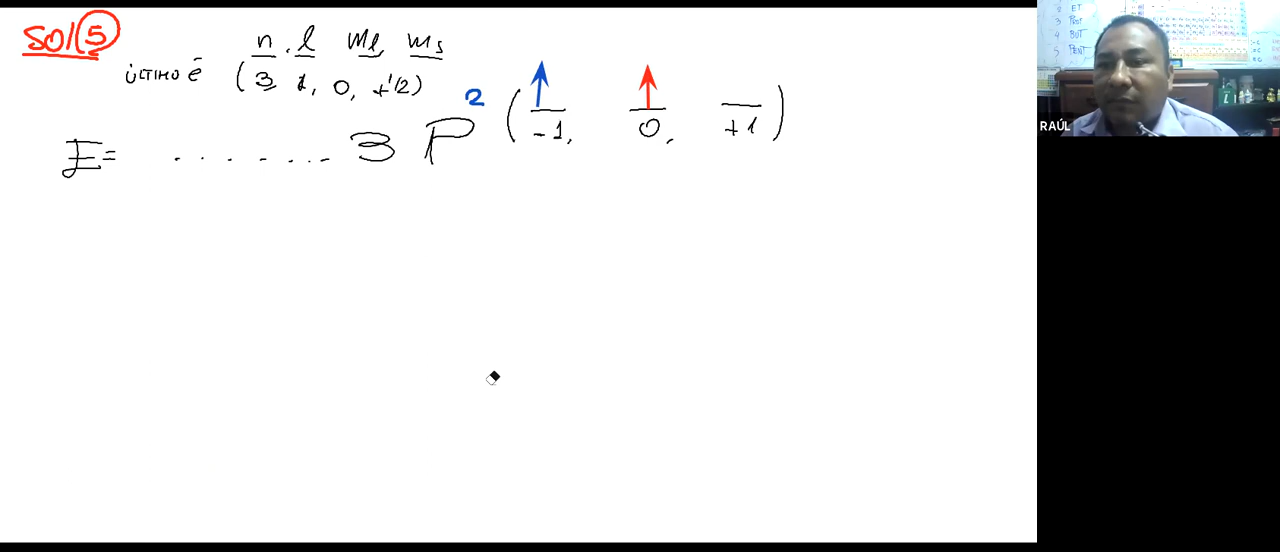 SOl(5)
n. l ml ms
último ē (3, 1, 0, +1/2)
E= ....... 3 P² ( -1, 0, +1 )
RAÚL